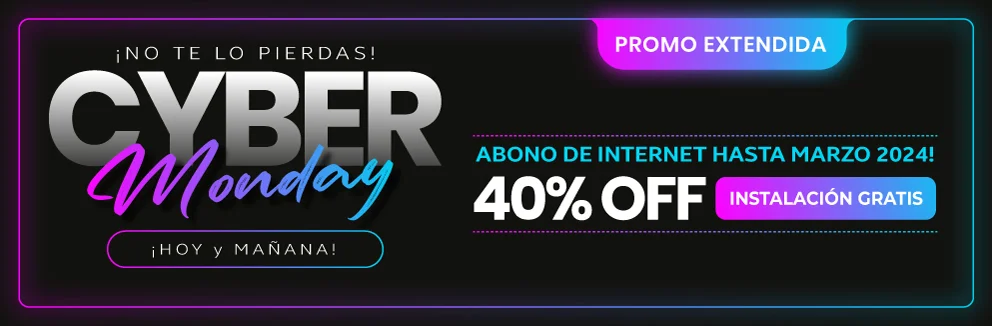 ¡NO TE LO PIERDAS!
CYBER
Monday
¡HOY y MAÑANA!
PROMO EXTENDIDA
ABONO DE INTERNET HASTA MARZO 2024!
40% OFF INSTALACIÓN GRATIS